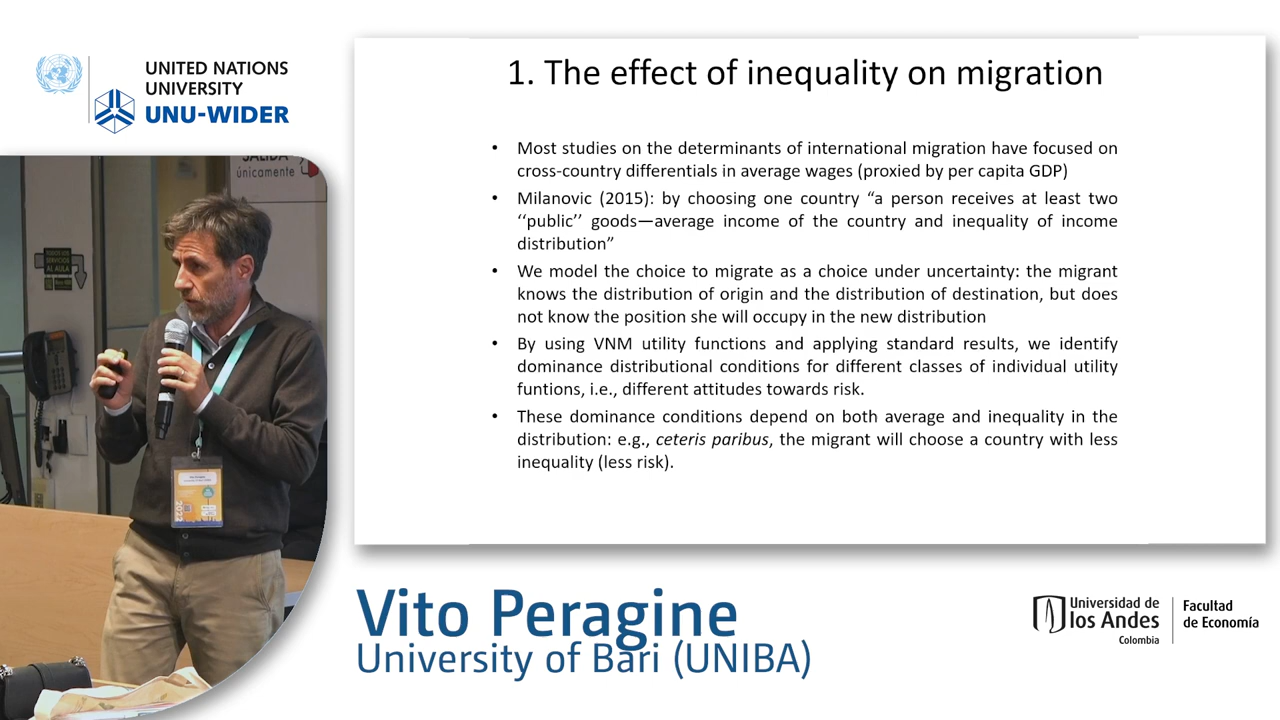 UNITED NATIONS
UNIVERSITY
UNU-WIDER
SALIDA
únicamente
TODOS LOS
SERVICIOS
AL AULA
2022
1. The effect of inequality on migration
• Most studies on the determinants of international migration have focused on
cross-country differentials in average wages (proxied by per capita GDP)
• Milanovic (2015): by choosing one country “a person receives at least two
‘‘public’’ goods—average income of the country and inequality of income
distribution”
• We model the choice to migrate as a choice under uncertainty: the migrant
knows the distribution of origin and the distribution of destination, but does
not know the position she will occupy in the new distribution
• By using VNM utility functions and applying standard results, we identify
dominance distributional conditions for different classes of individual utility
funtions, i.e., different attitudes towards risk.
• These dominance conditions depend on both average and inequality in the
distribution: e.g., ceteris paribus, the migrant will choose a country with less
inequality (less risk).
Vito Peragine
University of Bari (UNIBA)
Universidad de
los Andes
Colombia
Facultad
de Economía